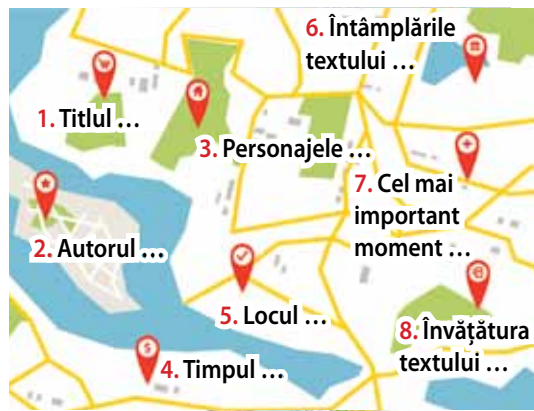 1. Titlul …
2. Autorul …
3. Personajele …
4. Timpul …
5. Locul …
6. Întâmplările
textului …
7. Cel mai
important
moment …
8. Învățătura
textului …